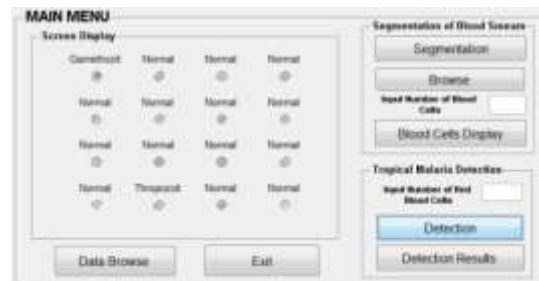 MAIN MENU
Screen Display
Gametosit Normal Normal Normal
Normal Normal Normal Normal
Normal Normal Normal Normal
Normal Tropozoit Normal Normal
Data Browse
Exit
Segmentation of Blood Smears
Segmentation
Browse
Input Number of Blood
Cells
Blood Cells Display
Tropical Malaria Detection
Input Number of Red
Blood Cells
Detection
Detection Results